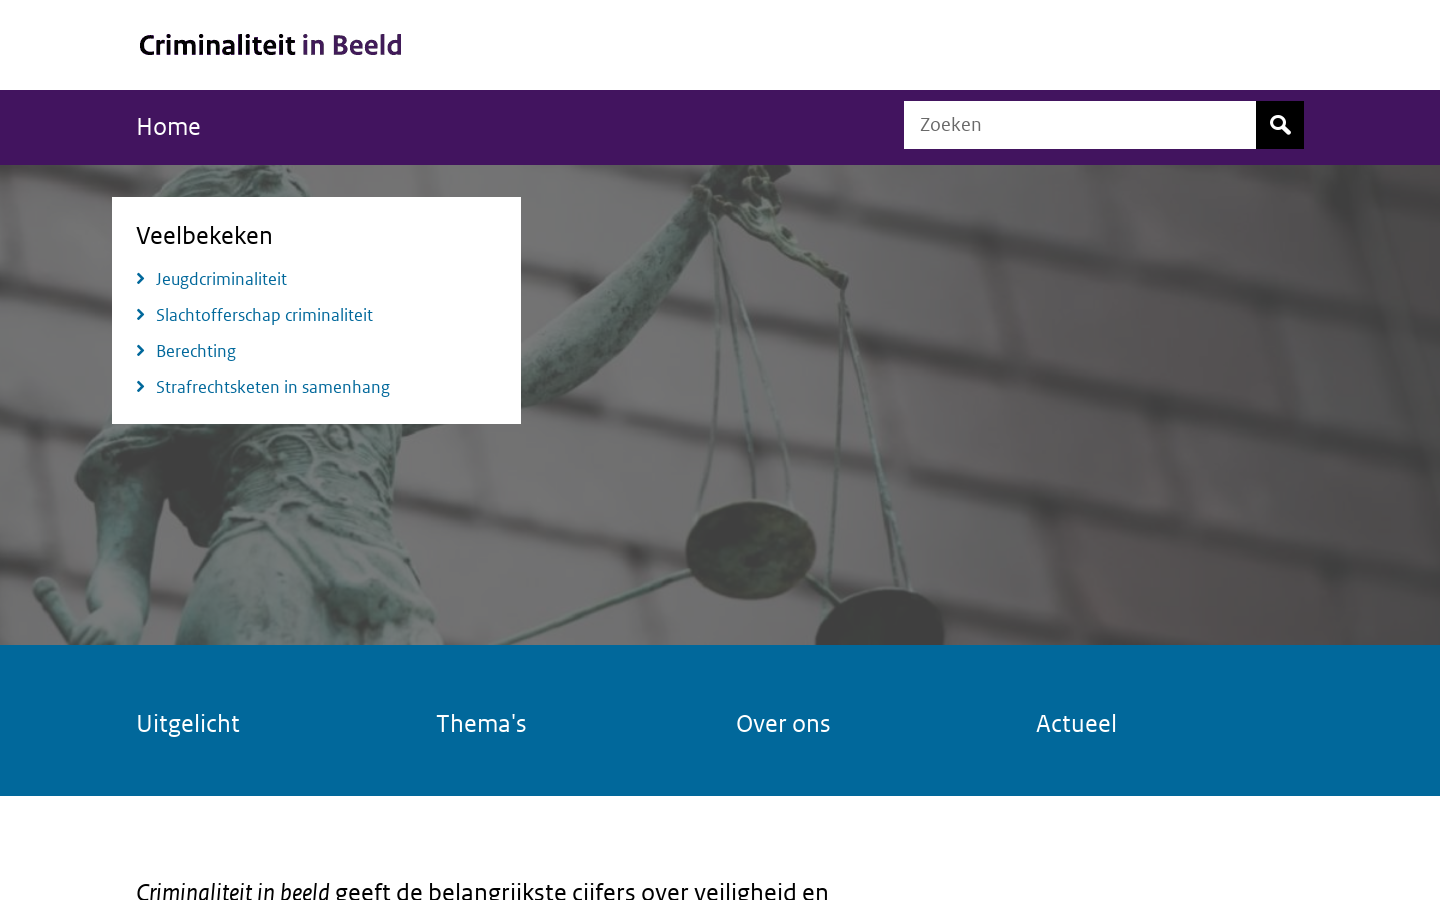 Criminaliteit in Beeld
Home
Zoeken
Veelbekeken
Jeugdcriminaliteit
Slachtofferschap criminaliteit
Berechting
Strafrechtsketen in samenhang
Uitgelicht
Thema's
Over ons
Actueel
Criminaliteit in beeld geeft de belangrijkste cijfers over veiligheid en